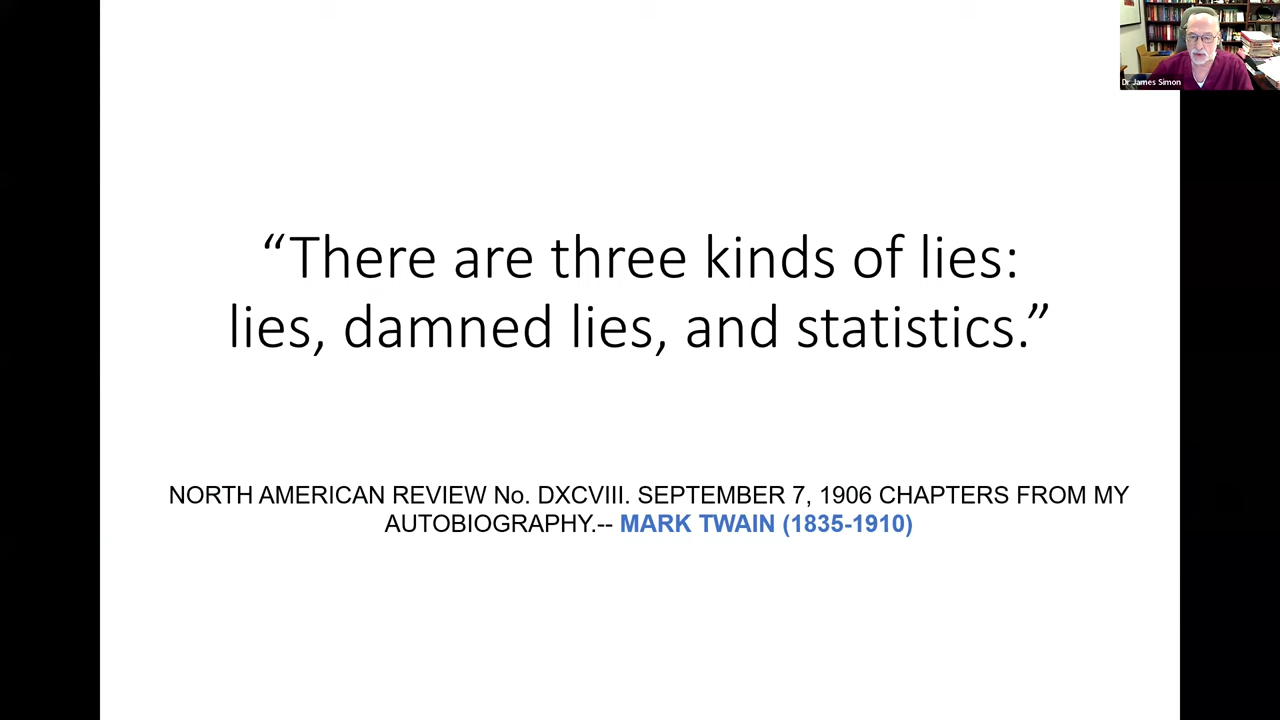 Dr James Simon
“There are three kinds of lies:
lies, damned lies, and statistics.”
NORTH AMERICAN REVIEW No. DXCVIII. SEPTEMBER 7, 1906 CHAPTERS FROM MY
AUTOBIOGRAPHY.-- MARK TWAIN (1835-1910)